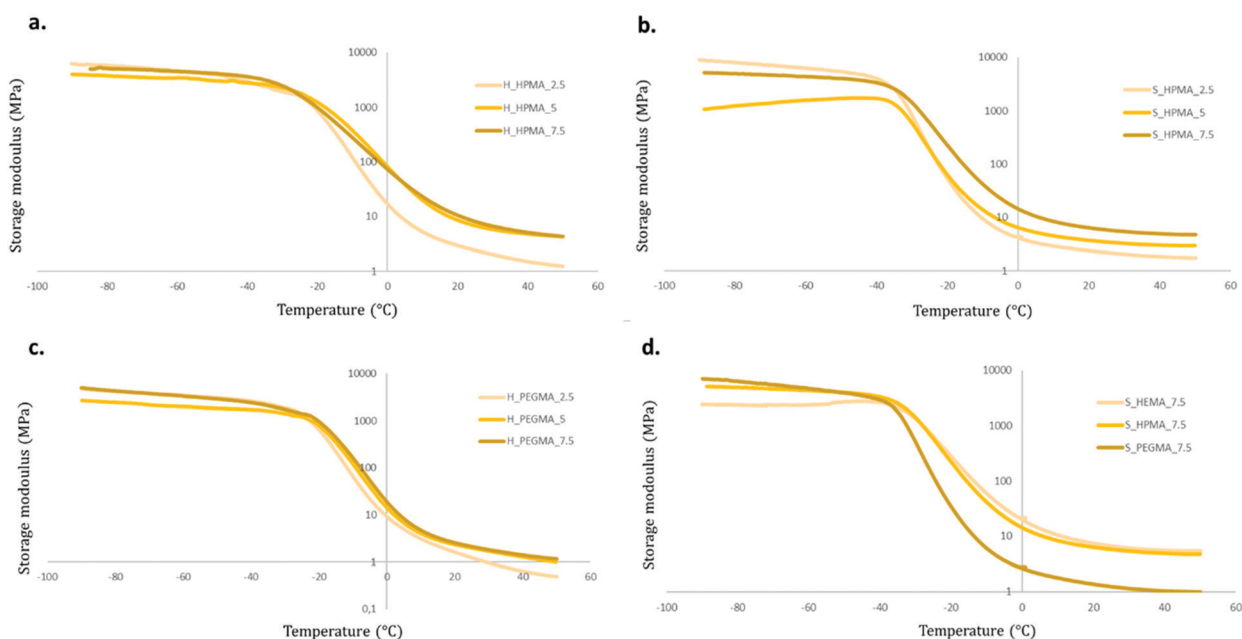 a.
10000
1000
100
10
1
Storage modoulus (MPa)
H_HPMA_2.5
H_HPMA_5
H_HPMA_7.5
-100 -80 -60 -40 -20 0 20 40 60
Temperature (°C)
b.
10000
1000
100
10
1
Storage modoulus (MPa)
S_HPMA_2.5
S_HPMA_5
S_HPMA_7.5
-100 -80 -60 -40 -20 0 20 40 60
Temperature (°C)
c.
10000
1000
100
10
1
0,1
Storage modoulus (MPa)
H_PEGMA_2.5
H_PEGMA_5
H_PEGMA_7.5
-100 -80 -60 -40 -20 0 20 40 60
Temperature (°C)
d.
10000
1000
100
10
1
Storage modoulus (MPa)
S_HEMA_7.5
S_HPMA_7.5
S_PEGMA_7.5
-100 -80 -60 -40 -20 0 20 40 60
Temperature (°C)